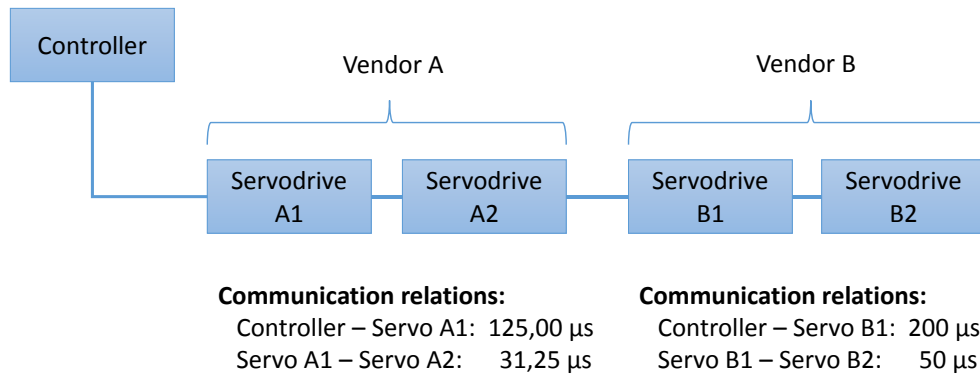 Controller
Vendor A
Vendor B
Servodrive
A1
Servodrive
A2
Servodrive
B1
Servodrive
B2
Communication relations:
Controller – Servo A1: 125,00 µs
Servo A1 – Servo A2: 31,25 µs
Communication relations:
Controller – Servo B1: 200 µs
Servo B1 – Servo B2: 50 µs